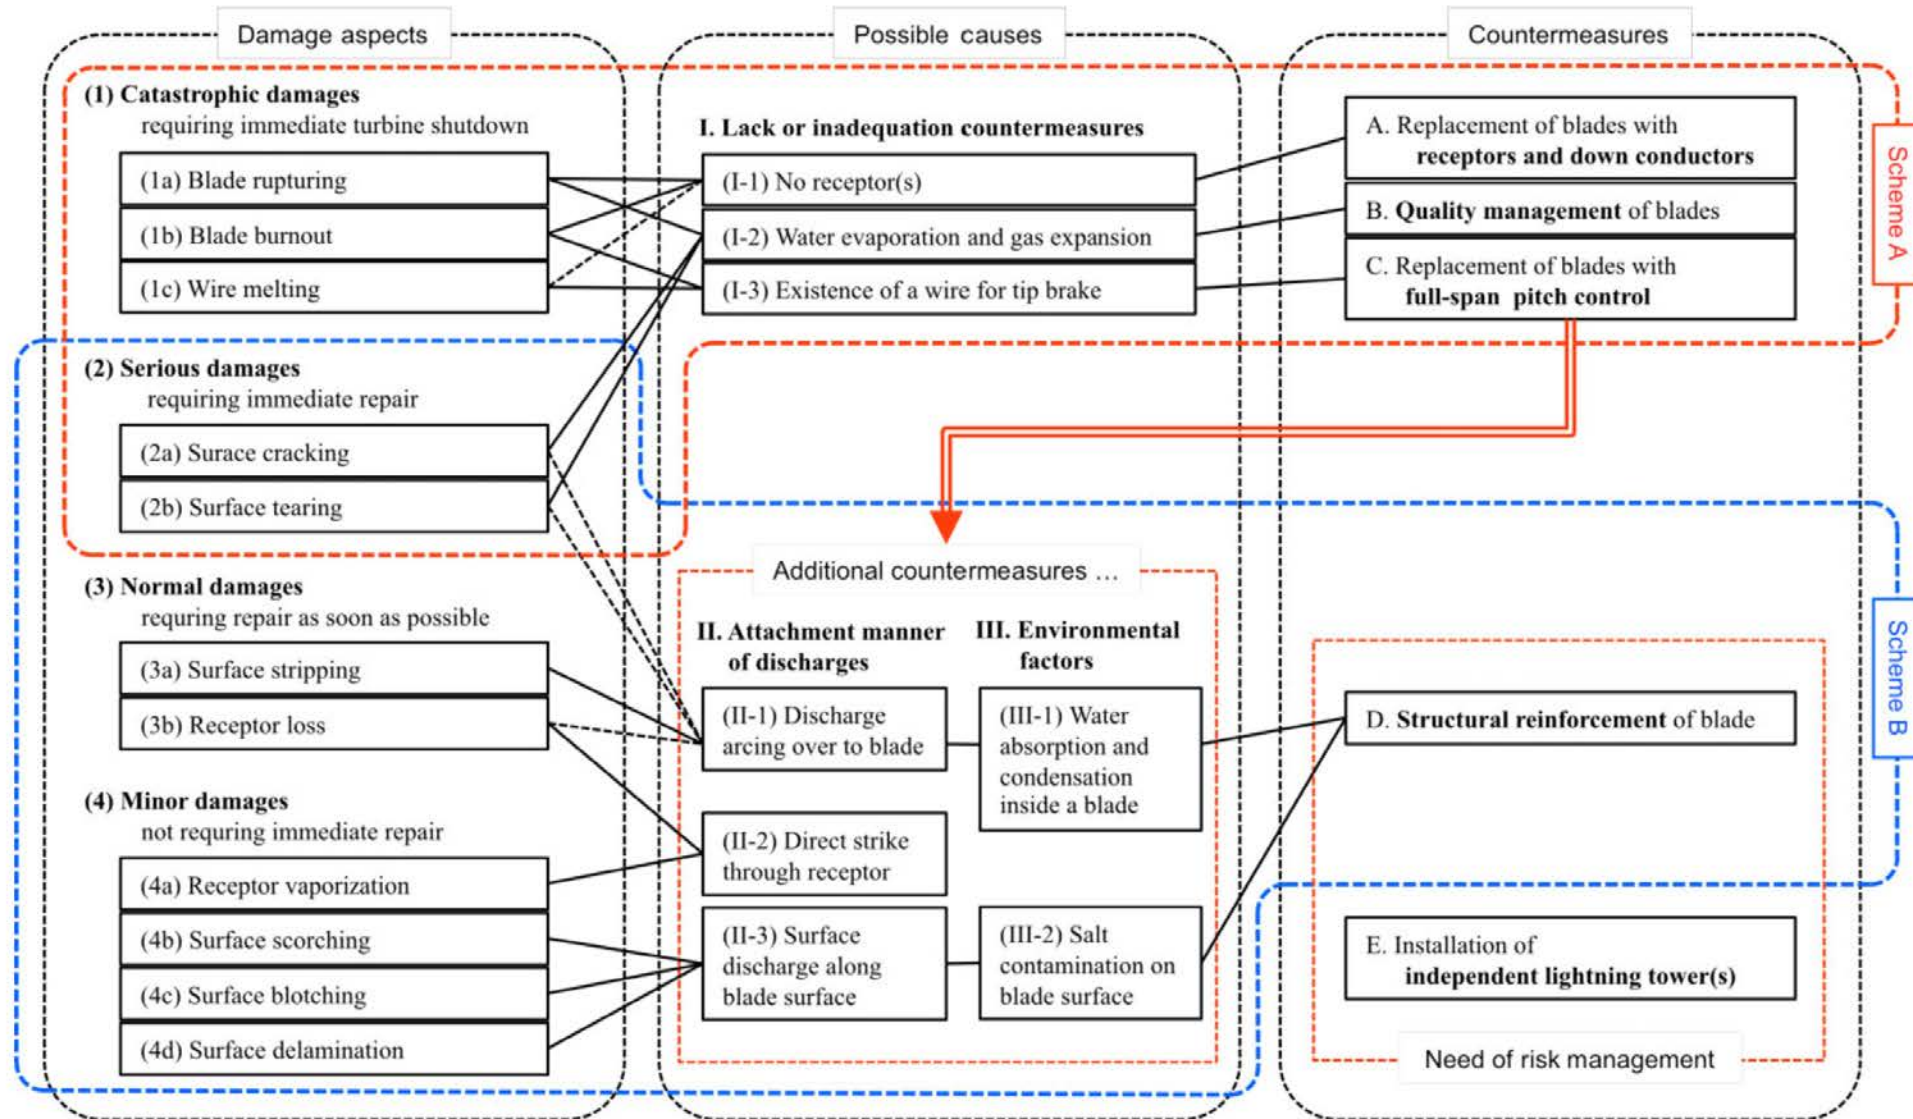 Damage aspects
Possible causes
Countermeasures
(1) Catastrophic damages
requiring immediate turbine shutdown
(1a) Blade rupturing
(1b) Blade burnout
(1c) Wire melting
(2) Serious damages
requiring immediate repair
(2a) Surace cracking
(2b) Surface tearing
(3) Normal damages
requring repair as soon as possible
(3a) Surface stripping
(3b) Receptor loss
(4) Minor damages
not requring immediate repair
(4a) Receptor vaporization
(4b) Surface scorching
(4c) Surface blotching
(4d) Surface delamination
I. Lack or inadequation countermeasures
(I-1) No receptor(s)
(I-2) Water evaporation and gas expansion
(I-3) Existence of a wire for tip brake
Additional countermeasures ...
II. Attachment manner
of discharges
(II-1) Discharge
arcing over to blade
(II-2) Direct strike
through receptor
(II-3) Surface
discharge along
blade surface
III. Environmental
factors
(III-1) Water
absorption and
condensation
inside a blade
(III-2) Salt
contamination on
blade surface
A. Replacement of blades with
receptors and down conductors
B. Quality management of blades
C. Replacement of blades with
full-span pitch control
D. Structural reinforcement of blade
E. Installation of
independent lightning tower(s)
Need of risk management
Scheme A
Scheme B